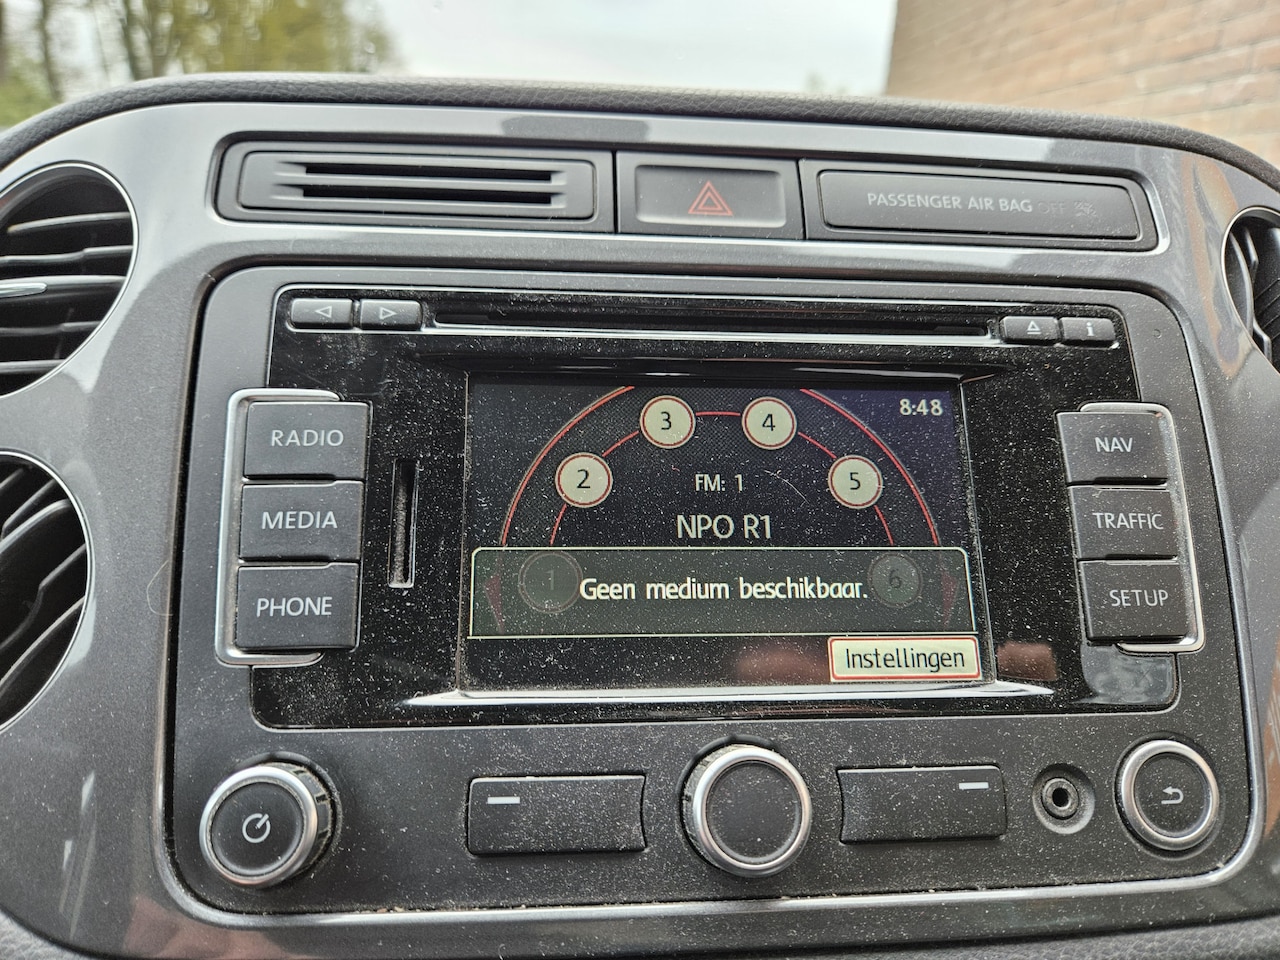 PASSENGER AIR BAG OFF
RADIO
MEDIA
PHONE
8:48
3
4
2
5
FM: 1
NPO R1
1
6
Geen medium beschikbaar.
Instellingen
NAV
TRAFFIC
SETUP
i